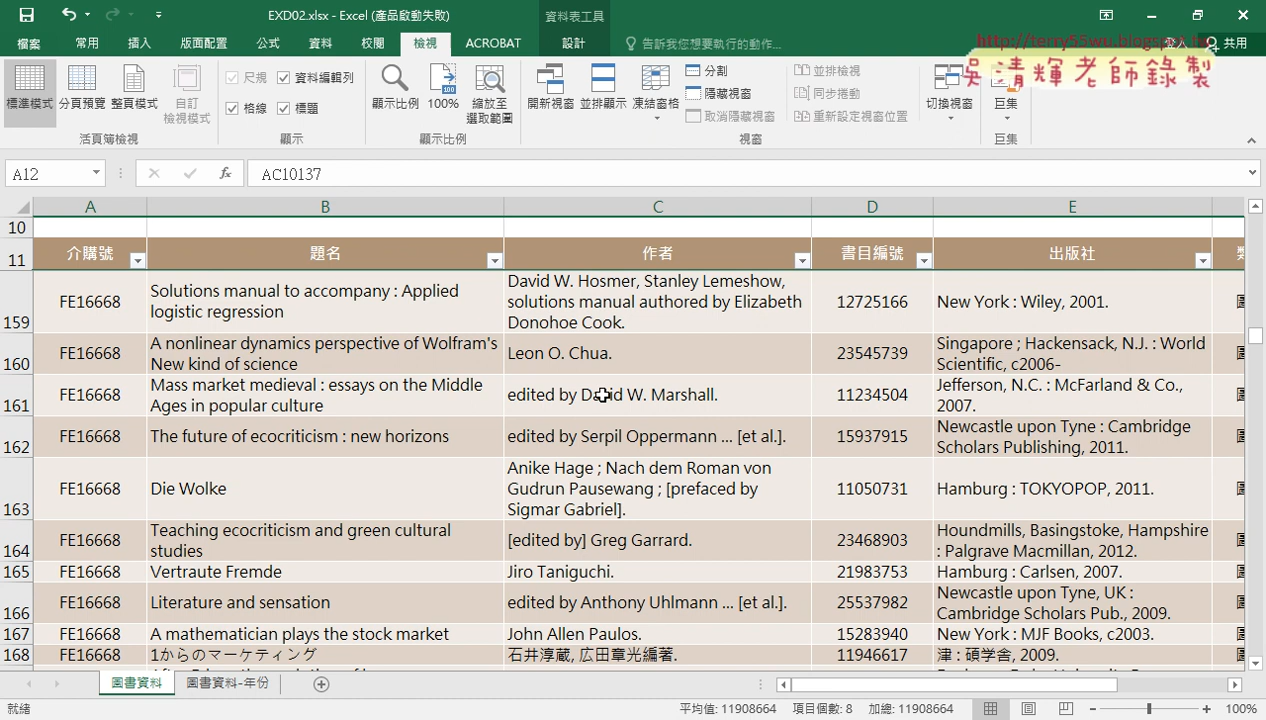 EXD02.xlsx - Excel (產品啟動失敗)
資料表工具
檔案 常用 插入 版面配置 公式 資料 校閱 檢視 ACROBAT 設計 告訴我您想要執行的動作... 登入 共用
http://terry55wu.blogspot.tw
吳清輝老師錄製
標準模式 分頁預覽 整頁模式 自訂檢視模式
尺規 資料編輯列
格線 標題
顯示比例 100% 縮放至選取範圍
開新視窗 並排顯示 凍結窗格
分割 隱藏視窗 取消隱藏視窗
並排檢視 同步捲動 重新設定視窗位置
切換視窗 巨集
活頁簿檢視 顯示 顯示比例 視窗 巨集
A12 fx AC10137
A B C D E
10
11 介購號 題名 作者 書目編號 出版社
159 FE16668 Solutions manual to accompany : Applied logistic regression David W. Hosmer, Stanley Lemeshow, solutions manual authored by Elizabeth Donohoe Cook. 12725166 New York : Wiley, 2001.
160 FE16668 A nonlinear dynamics perspective of Wolfram's New kind of science Leon O. Chua. 23545739 Singapore ; Hackensack, N.J. : World Scientific, c2006-
161 FE16668 Mass market medieval : essays on the Middle Ages in popular culture edited by David W. Marshall. 11234504 Jefferson, N.C. : McFarland & Co., 2007.
162 FE16668 The future of ecocriticism : new horizons edited by Serpil Oppermann ... [et al.]. 15937915 Newcastle upon Tyne : Cambridge Scholars Publishing, 2011.
163 FE16668 Die Wolke Anike Hage ; Nach dem Roman von Gudrun Pausewang ; [prefaced by Sigmar Gabriel]. 11050731 Hamburg : TOKYOPOP, 2011.
164 FE16668 Teaching ecocriticism and green cultural studies [edited by] Greg Garrard. 23468903 Houndmills, Basingstoke, Hampshire : Palgrave Macmillan, 2012.
165 FE16668 Vertraute Fremde Jiro Taniguchi. 21983753 Hamburg : Carlsen, 2007.
166 FE16668 Literature and sensation edited by Anthony Uhlmann ... [et al.]. 25537982 Newcastle upon Tyne, UK : Cambridge Scholars Pub., 2009.
167 FE16668 A mathematician plays the stock market John Allen Paulos. 15283940 New York : MJF Books, c2003.
168 FE16668 1からのマーケティング 石井淳蔵, 広田章光編著. 11946617 津 : 碩学舎, 2009.
圖書資料 圖書資料-年份
就緒 平均值: 11908664 項目個數: 8 加總: 11908664 100%